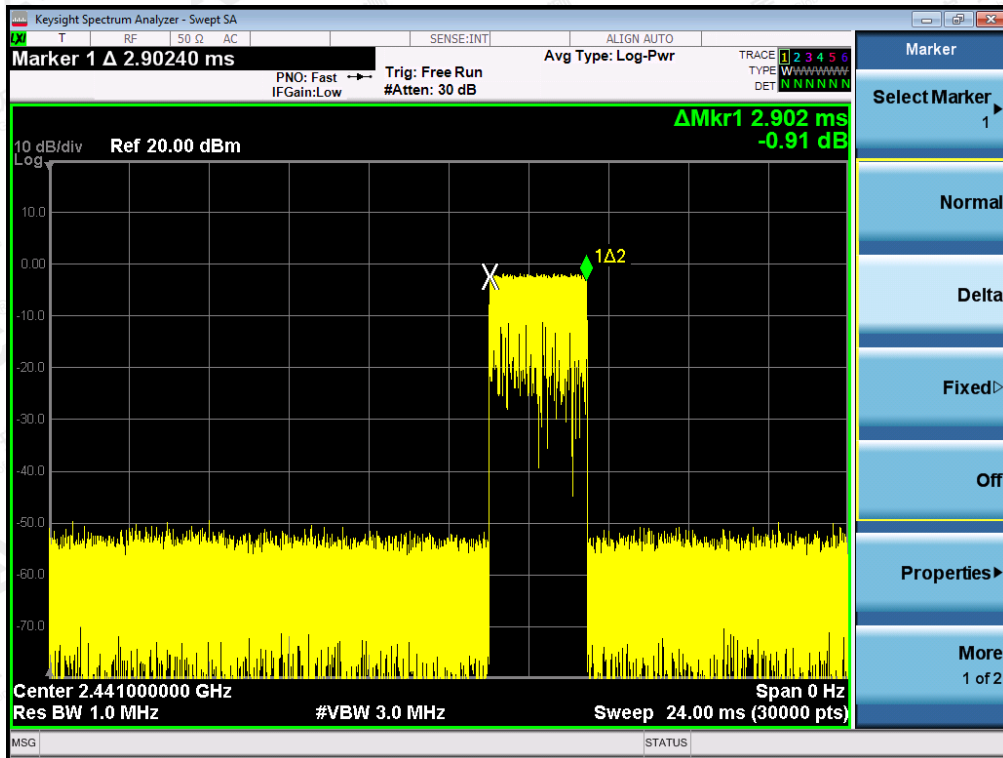 Keysight Spectrum Analyzer - Swept SA
LXI T RF 50 Ω AC SENSE:INT ALIGN AUTO
Marker 1 Δ 2.90240 ms
PNO: Fast
IFGain:Low
Trig: Free Run
#Atten: 30 dB
Avg Type: Log-Pwr
TRACE 1 2 3 4 5 6
TYPE WWWWWW
DET N N N N N N
ΔMkr1 2.902 ms
-0.91 dB
10 dB/div
Log
Ref 20.00 dBm
10.0
0.00
1Δ2
-10.0
-20.0
-30.0
-40.0
-50.0
-60.0
-70.0
Center 2.441000000 GHz
Span 0 Hz
Res BW 1.0 MHz
#VBW 3.0 MHz
Sweep 24.00 ms (30000 pts)
MSG
STATUS
Marker
Select Marker
1
Normal
Delta
Fixed
Off
Properties
More
1 of 2